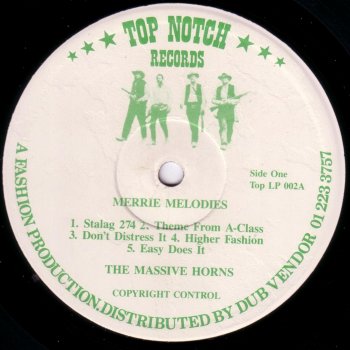 TOP NOTCH
RECORDS
Side One
Top LP 002A
MERRIE MELODIES
1. Stalag 274 2. Theme From A-Class
3. Don't Distress It 4. Higher Fashion
5. Easy Does It
THE MASSIVE HORNS
COPYRIGHT CONTROL
A FASHION PRODUCTION. DISTRIBUTED BY DUB VENDOR 01 223 3757